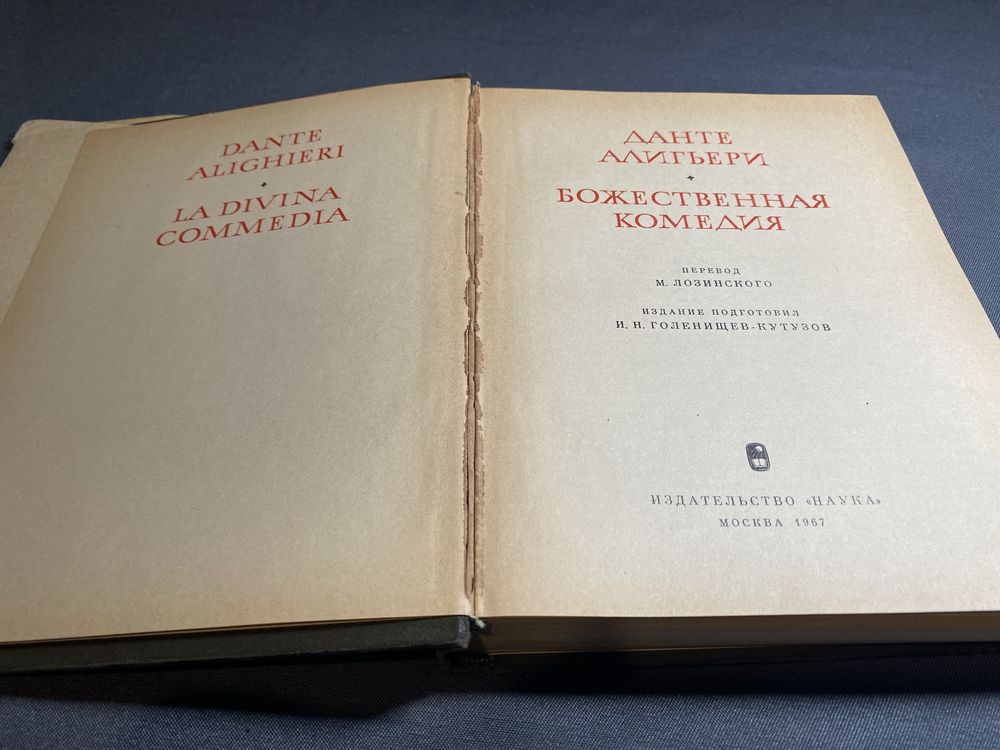 DANTE
ALIGHIERI
LA DIVINA
COMMEDIA
ДАНТЕ
АЛИГЬЕРИ
БОЖЕСТВЕННАЯ
КОМЕДИЯ
ПЕРЕВОД
М. ЛОЗИНСКОГО
ИЗДАНИЕ ПОДГОТОВИЛ
И. Н. ГОЛЕНИЩЕВ-КУТУЗОВ
ИЗДАТЕЛЬСТВО «НАУКА»
МОСКВА 1967